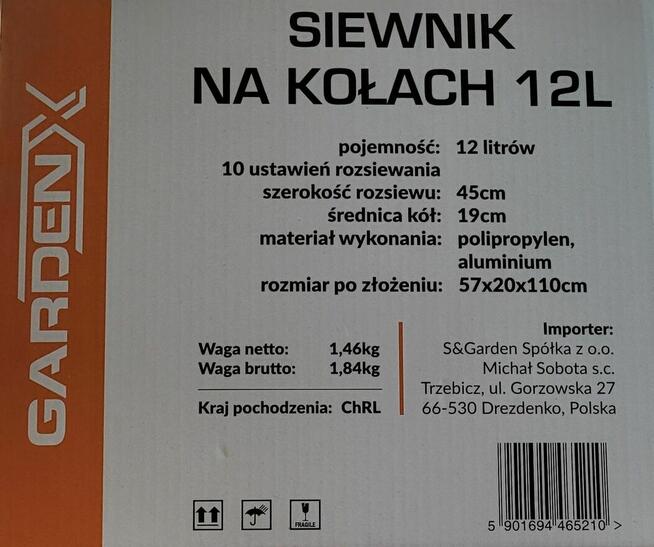 GARDENX
SIEWNIK
NA KOŁACH 12L
pojemność: 12 litrów
10 ustawień rozsiewania
szerokość rozsiewu: 45cm
średnica kół: 19cm
materiał wykonania: polipropylen,
aluminium
rozmiar po złożeniu: 57x20x110cm
Waga netto: 1,46kg
Waga brutto: 1,84kg
Kraj pochodzenia: ChRL
Importer:
S&Garden Spółka z o.o.
Michał Sobota s.c.
Trzebicz, ul. Gorzowska 27
66-530 Drezdenko, Polska
FRAGILE
5 901694 465210 >